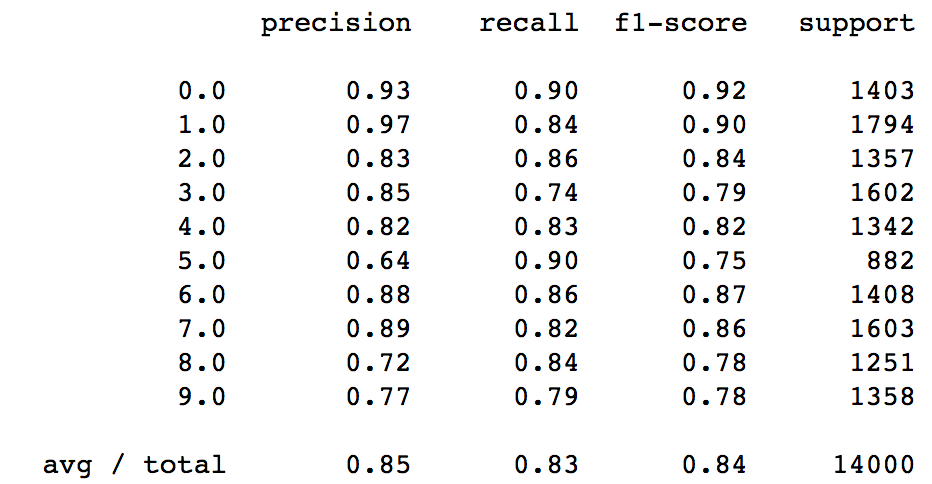 precision recall f1-score support
0.0 0.93 0.90 0.92 1403
1.0 0.97 0.84 0.90 1794
2.0 0.83 0.86 0.84 1357
3.0 0.85 0.74 0.79 1602
4.0 0.82 0.83 0.82 1342
5.0 0.64 0.90 0.75 882
6.0 0.88 0.86 0.87 1408
7.0 0.89 0.82 0.86 1603
8.0 0.72 0.84 0.78 1251
9.0 0.77 0.79 0.78 1358
avg / total 0.85 0.83 0.84 14000